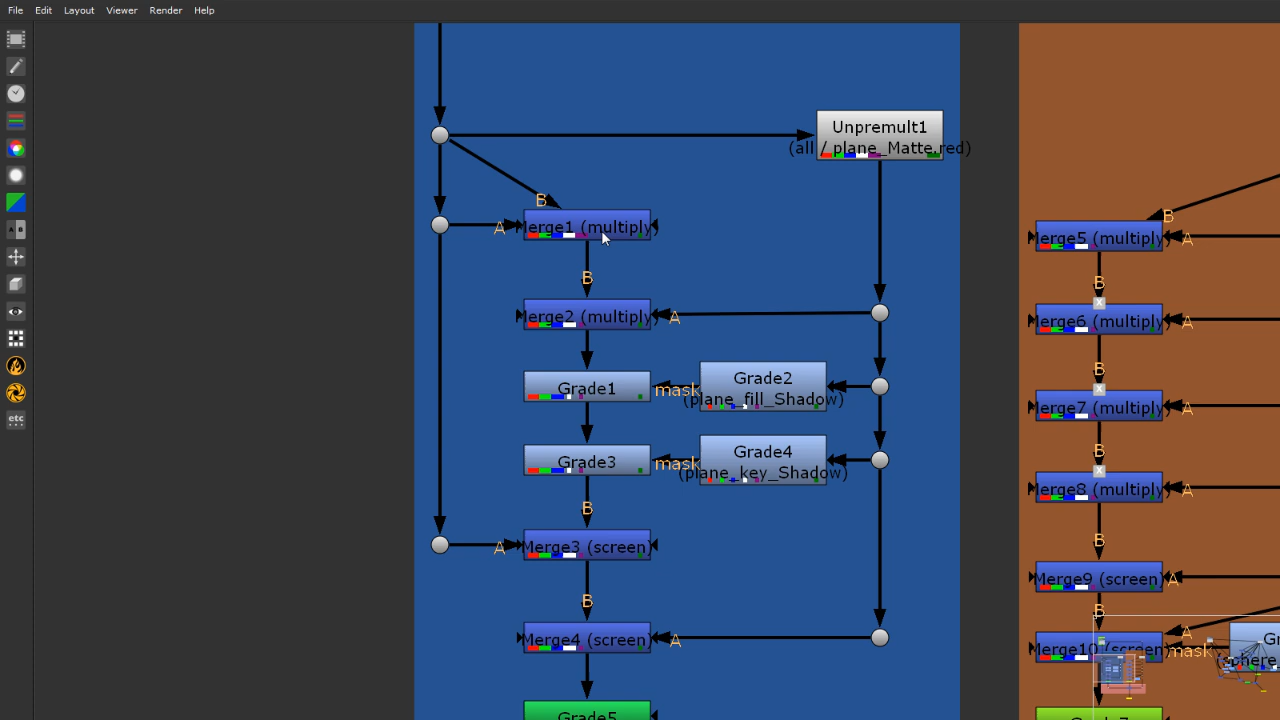 File Edit Layout Viewer Render Help
Unpremult1
(all / plane_Matte.red)
B
A
Merge1 (multiply)
B
Merge2 (multiply)
A
Grade1
mask
Grade2
(plane_fill_Shadow)
Grade3
mask
Grade4
(plane_key_Shadow)
B
A
Merge3 (screen)
B
Merge4 (screen)
A
Grade5
B
Merge5 (multiply)
A
B
X
Merge6 (multiply)
A
B
X
Merge7 (multiply)
A
B
X
Merge8 (multiply)
A
B
Merge9 (screen)
A
B
A
Merge10 (screen)
mask
etc